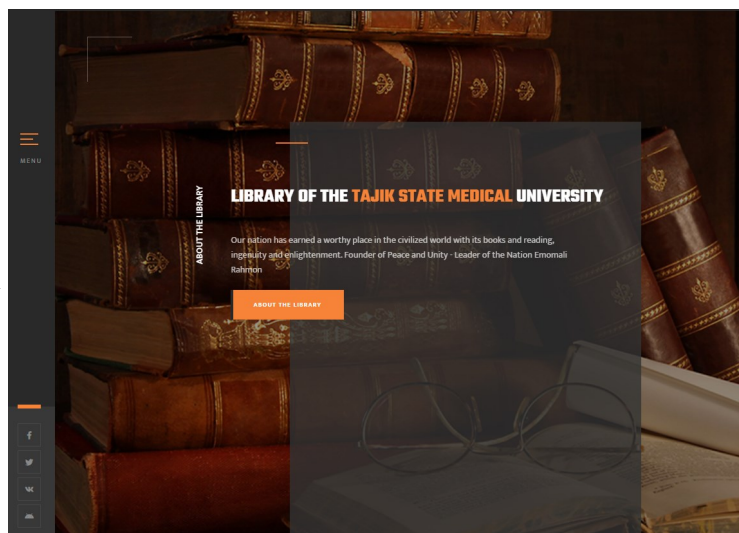 MENU
ABOUT THE LIBRARY
LIBRARY OF THE TAJIK STATE MEDICAL UNIVERSITY
Our nation has earned a worthy place in the civilized world with its books and reading,
ingenuity and enlightenment. Founder of Peace and Unity - Leader of the Nation Emomali
Rahmon
ABOUT THE LIBRARY